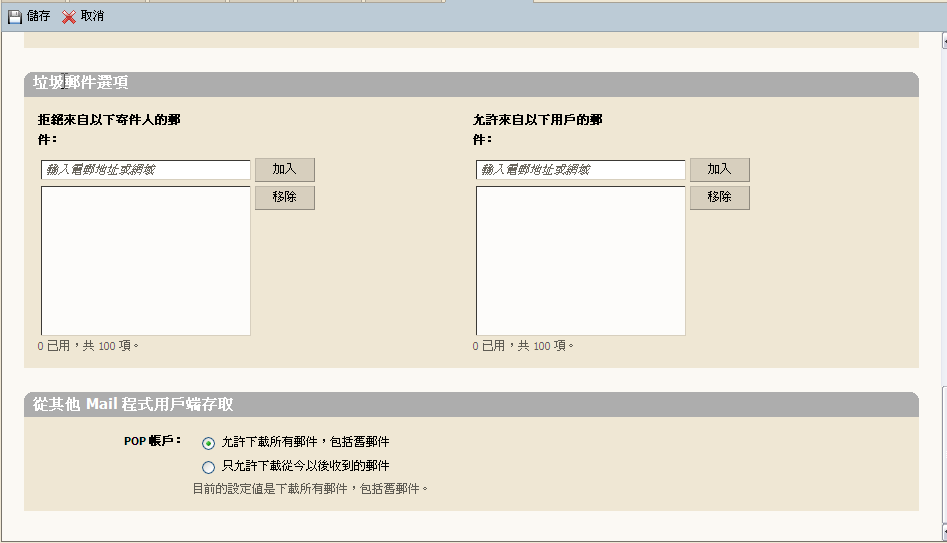 儲存 取消
垃圾郵件選項
拒絕來自以下寄件人的郵
件：
允許來自以下用戶的郵
件：
輸入電郵地址或網域 加入
移除
0 已用，共 100 項。
輸入電郵地址或網域 加入
移除
0 已用，共 100 項。
從其他 Mail 程式用戶端存取
POP 帳戶： 允許下載所有郵件，包括舊郵件
只允許下載從今以後收到的郵件
目前的設定值是下載所有郵件，包括舊郵件。